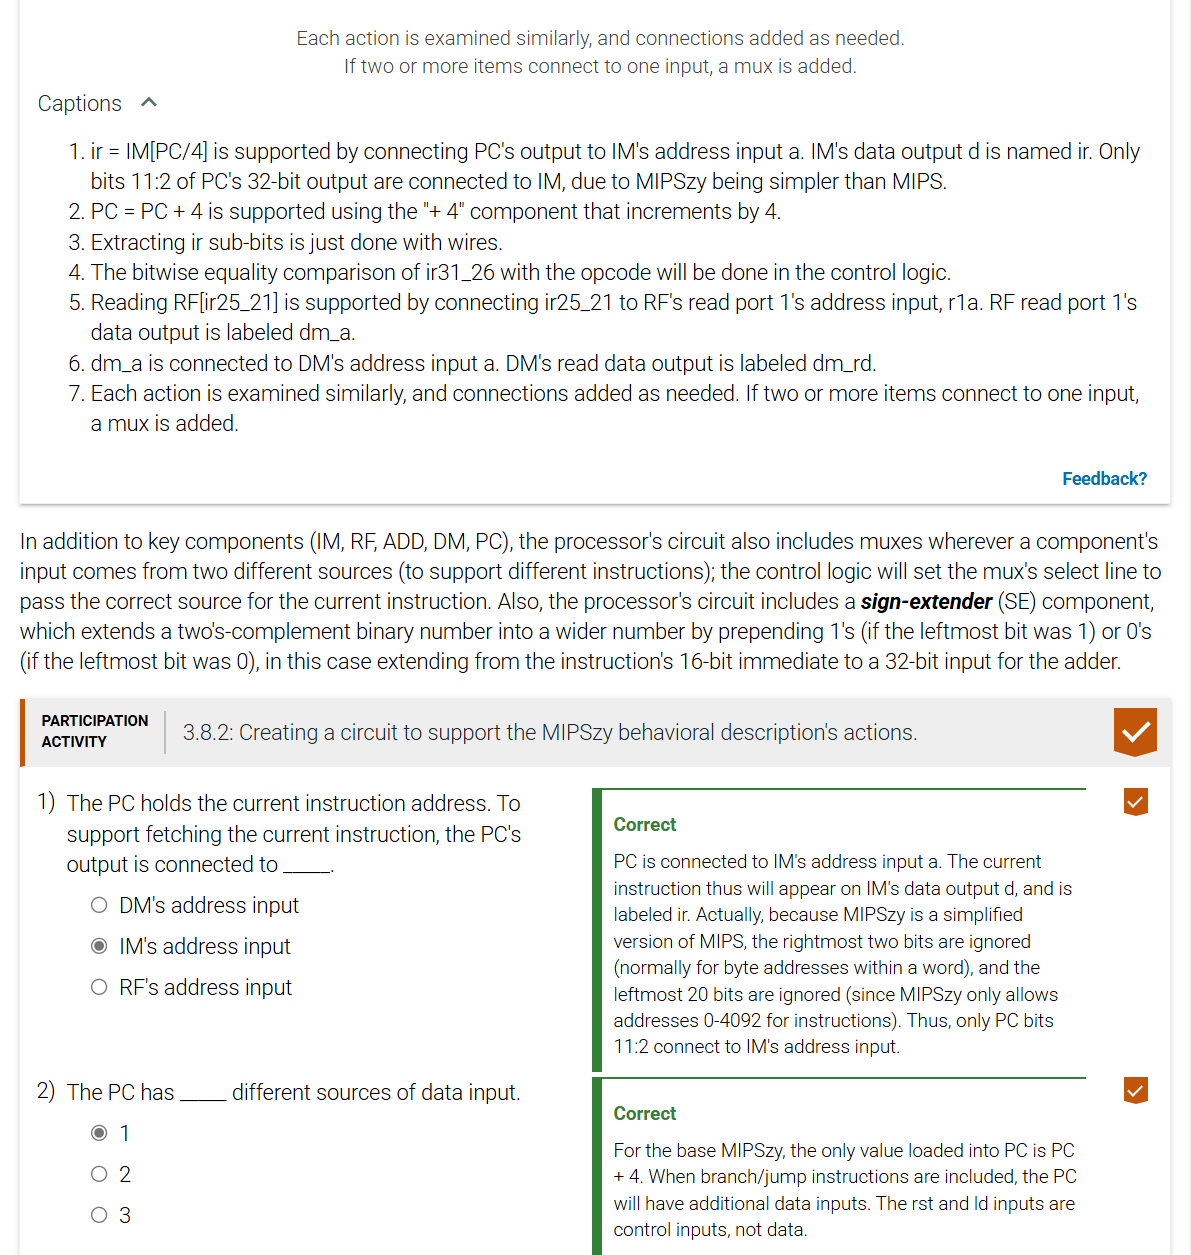 Each action is examined similarly, and connections added as needed.
If two or more items connect to one input, a mux is added.
Captions
1. ir = IM[PC/4] is supported by connecting PC's output to IM's address input a. IM's data output d is named ir. Only
bits 11:2 of PC's 32-bit output are connected to IM, due to MIPSzy being simpler than MIPS.
2. PC = PC + 4 is supported using the "+ 4" component that increments by 4.
3. Extracting ir sub-bits is just done with wires.
4. The bitwise equality comparison of ir31_26 with the opcode will be done in the control logic.
5. Reading RF[ir25_21] is supported by connecting ir25_21 to RF's read port 1's address input, r1a. RF read port 1's
data output is labeled dm_a.
6. dm_a is connected to DM's address input a. DM's read data output is labeled dm_rd.
7. Each action is examined similarly, and connections added as needed. If two or more items connect to one input,
a mux is added.
Feedback?
In addition to key components (IM, RF, ADD, DM, PC), the processor's circuit also includes muxes wherever a component's
input comes from two different sources (to support different instructions); the control logic will set the mux's select line to
pass the correct source for the current instruction. Also, the processor's circuit includes a sign-extender (SE) component,
which extends a two's-complement binary number into a wider number by prepending 1's (if the leftmost bit was 1) or 0's
(if the leftmost bit was 0), in this case extending from the instruction's 16-bit immediate to a 32-bit input for the adder.
PARTICIPATION
ACTIVITY
3.8.2: Creating a circuit to support the MIPSzy behavioral description's actions.
1) The PC holds the current instruction address. To
support fetching the current instruction, the PC's
output is connected to _____.
DM's address input
IM's address input
RF's address input
Correct
PC is connected to IM's address input a. The current
instruction thus will appear on IM's data output d, and is
labeled ir. Actually, because MIPSzy is a simplified
version of MIPS, the rightmost two bits are ignored
(normally for byte addresses within a word), and the
leftmost 20 bits are ignored (since MIPSzy only allows
addresses 0-4092 for instructions). Thus, only PC bits
11:2 connect to IM's address input.
2) The PC has _____ different sources of data input.
1
2
3
Correct
For the base MIPSzy, the only value loaded into PC is PC
+ 4. When branch/jump instructions are included, the PC
will have additional data inputs. The rst and ld inputs are
control inputs, not data.